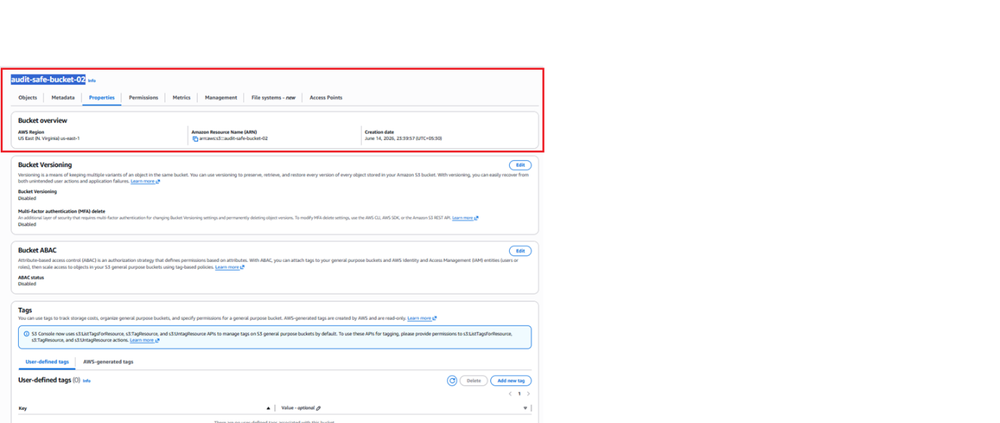 audit-safe-bucket-02 Info
Objects Metadata Properties Permissions Metrics Management File systems - new Access Points
Bucket overview
AWS Region Amazon Resource Name (ARN) Creation date
US East (N. Virginia) us-east-1 arn:aws:s3:::audit-safe-bucket-02 June 14, 2026, 23:39:57 (UTC+05:30)
Bucket Versioning Edit
Versioning is a means of keeping multiple variants of an object in the same bucket. You can use versioning to preserve, retrieve, and restore every version of every object stored in your Amazon S3 bucket. With versioning, you can easily recover from
both unintended user actions and application failures. Learn more
Bucket Versioning
Disabled
Multi-factor authentication (MFA) delete
An additional layer of security that requires multi-factor authentication for changing Bucket Versioning settings and permanently deleting object versions. To modify MFA delete settings, use the AWS CLI, AWS SDK, or the Amazon S3 REST API. Learn more
Disabled
Bucket ABAC Edit
Attribute-based access control (ABAC) is an authorization strategy that defines permissions based on attributes. With ABAC, you can attach tags to your general purpose buckets and AWS Identity and Access Management (IAM) entities (users or
roles), then scale access to objects in your S3 general purpose buckets using tag-based policies. Learn more
ABAC status
Disabled
Tags
You can use tags to track storage costs, organize general purpose buckets, and specify permissions for a general purpose bucket. AWS-generated tags are created by AWS and are read-only. Learn more
S3 Console now uses s3:ListTagsForResource, s3:TagResource, and s3:UntagResource APIs to manage tags on S3 general purpose buckets by default. To use these APIs for tagging, please provide permissions to s3:ListTagsForResource,
s3:TagResource, and s3:UntagResource actions. Learn more
User-defined tags AWS-generated tags
User-defined tags (0) Info Delete Add new tag
1
Key Value - optional
There are no user-defined tags associated with this bucket